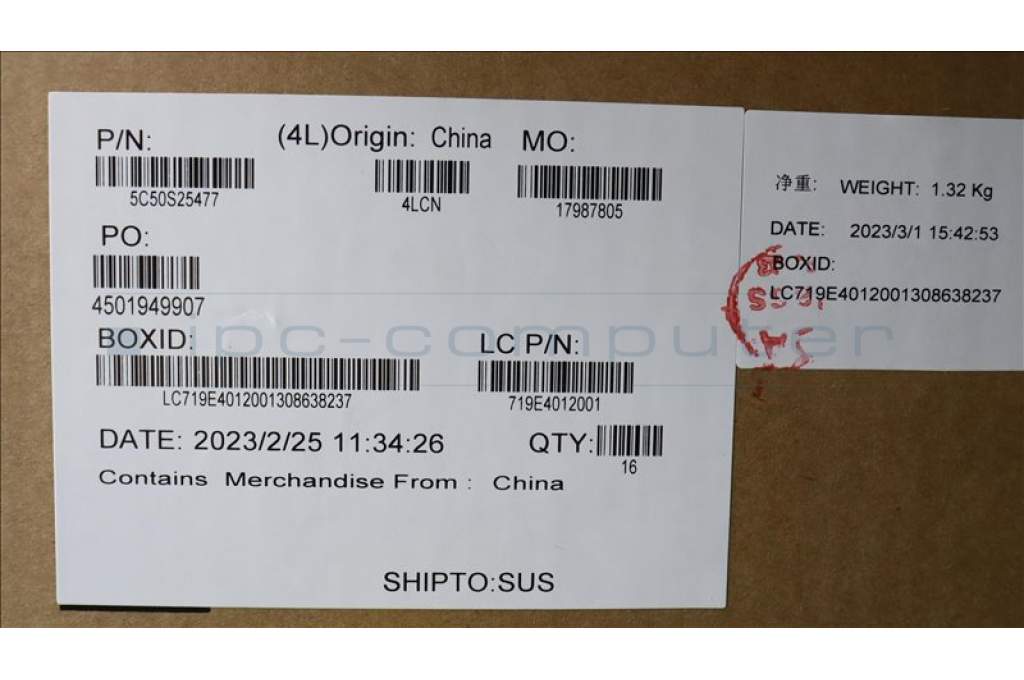 P/N:
(4L)Origin: China
MO:
5C50S25477
4LCN
17987805
PO:
4501949907
BOXID:
LC P/N:
LC719E4012001308638237
719E4012001
DATE: 2023/2/25 11:34:26
QTY:
16
Contains Merchandise From : China
SHIPTO:SUS
净重: WEIGHT: 1.32 Kg
DATE: 2023/3/1 15:42:53
BOXID:
LC719E4012001308638237
ipc-computer